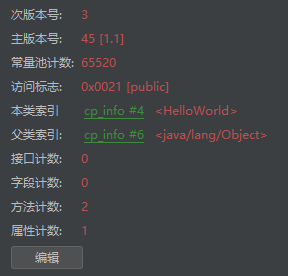 次版本号: 3
主版本号: 45 [1.1]
常量池计数: 65520
访问标志: 0x0021 [public]
本类索引 cp_info #4 <HelloWorld>
父类索引: cp_info #6 <java/lang/Object>
接口计数: 0
字段计数: 0
方法计数: 2
属性计数: 1
编辑